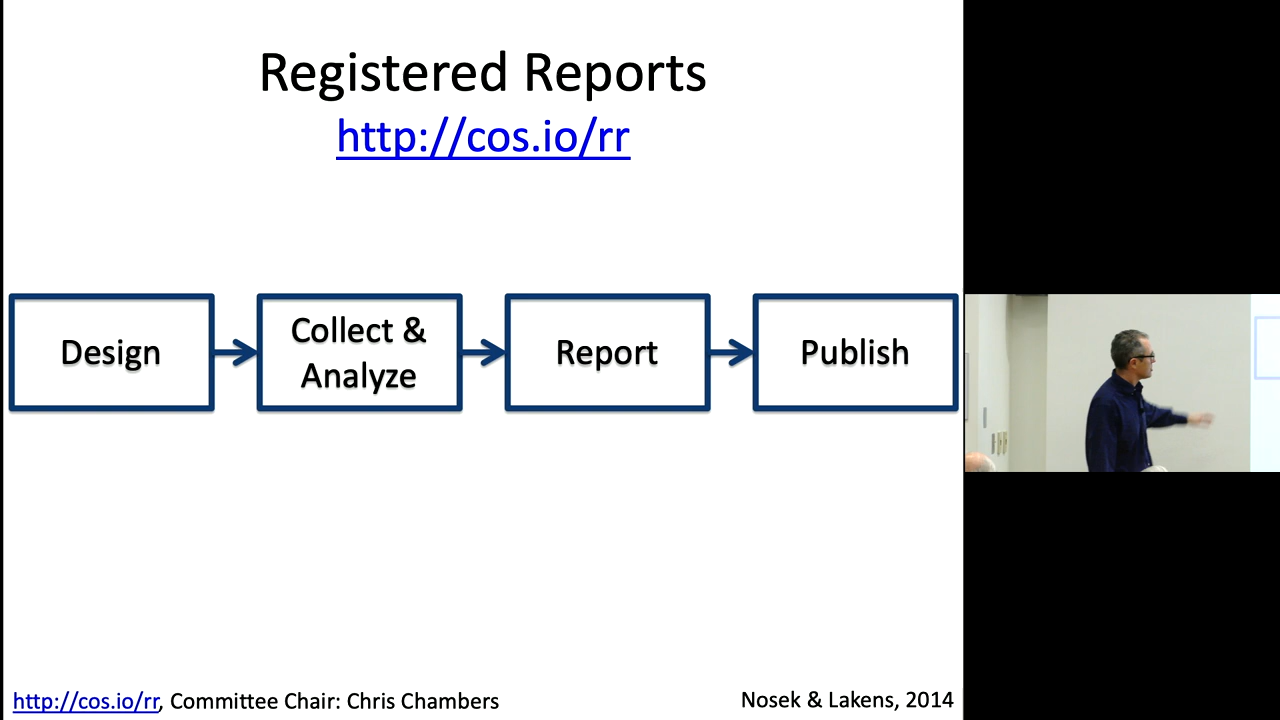 Registered Reports
http://cos.io/rr
Design
Collect &
Analyze
Report
Publish
http://cos.io/rr, Committee Chair: Chris Chambers
Nosek & Lakens, 2014